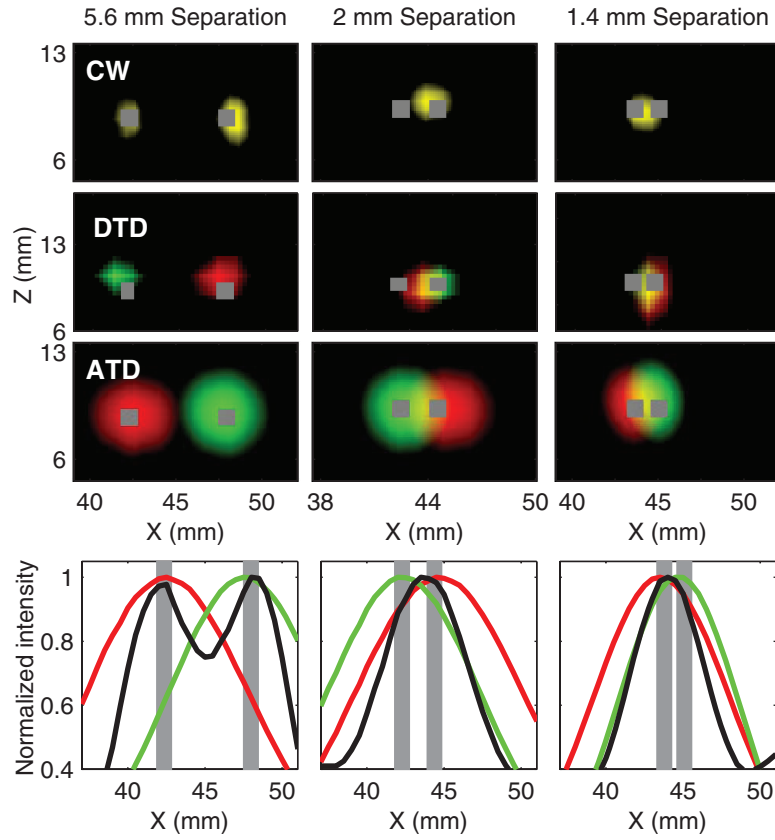 5.6 mm Separation 2 mm Separation 1.4 mm Separation
13
CW
6
13
DTD
Z (mm)
6
13
ATD
6
40 45 50 38 44 50 40 45 50
X (mm) X (mm) X (mm)
1
0.8
0.6
0.4
Normalized intensity
40 45 50 40 45 50 40 45 50
X (mm) X (mm) X (mm)